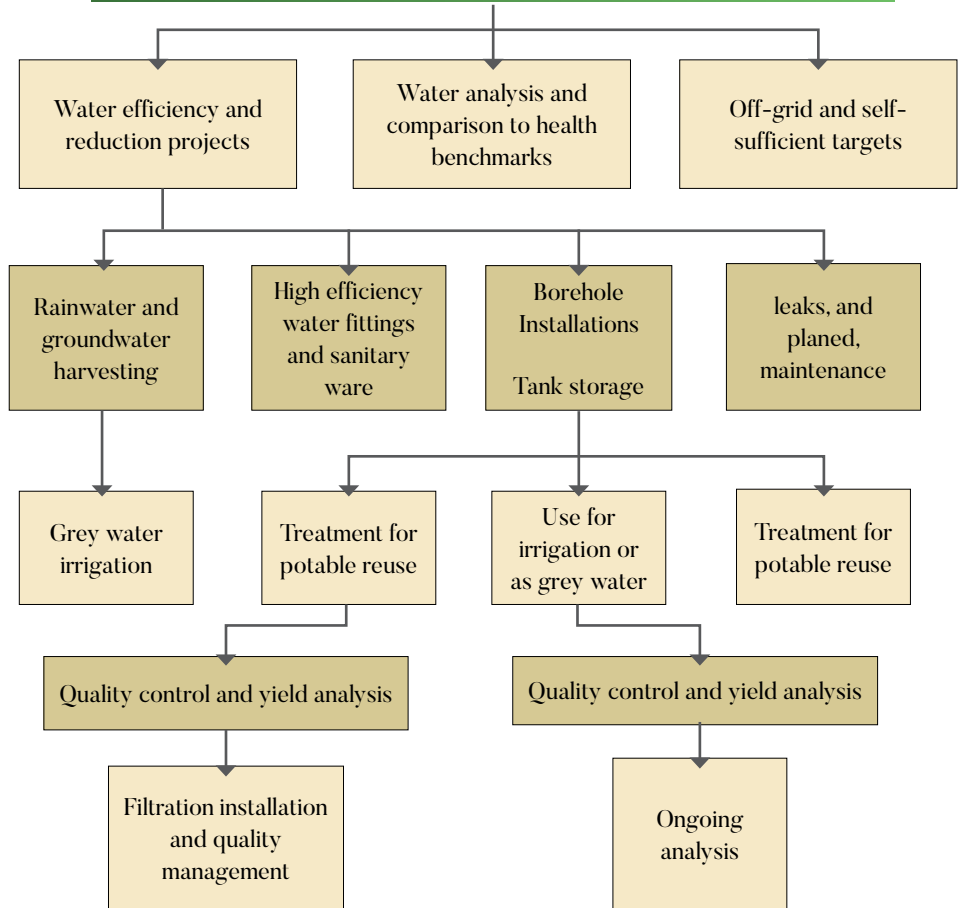 Water efficiency and
reduction projects
Water analysis and
comparison to health
benchmarks
Off-grid and self-
sufficient targets
Rainwater and
groundwater
harvesting
High efficiency
water fittings
and sanitary
ware
Borehole
Installations
Tank storage
leaks, and
planed,
maintenance
Grey water
irrigation
Treatment for
potable reuse
Use for
irrigation or
as grey water
Treatment for
potable reuse
Quality control and yield analysis
Quality control and yield analysis
Filtration installation
and quality
management
Ongoing
analysis